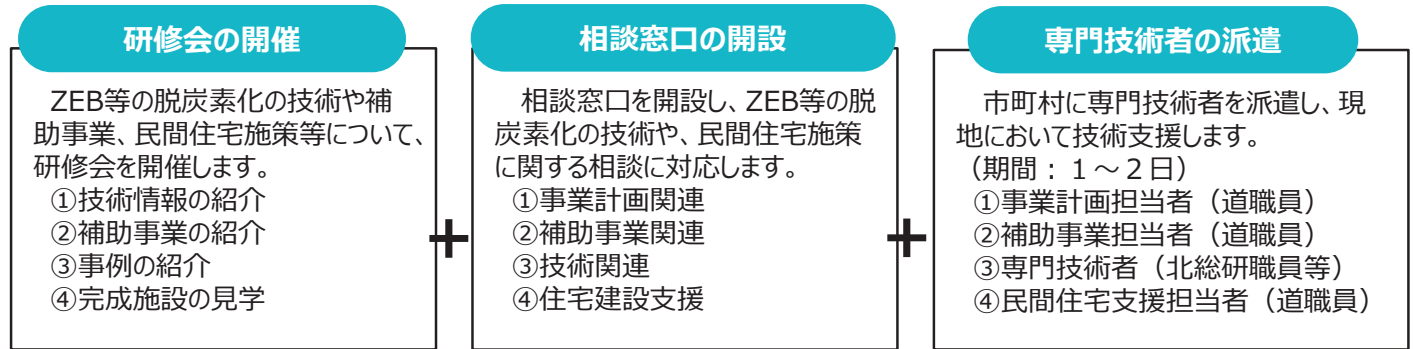 研修会の開催
ZEB等の脱炭素化の技術や補
助事業、民間住宅施策等について、
研修会を開催します。
①技術情報の紹介
②補助事業の紹介
③事例の紹介
④完成施設の見学
+
相談窓口の開設
相談窓口を開設し、ZEB等の脱
炭素化の技術や、民間住宅施策
に関する相談に対応します。
①事業計画関連
②補助事業関連
③技術関連
④住宅建設支援
+
専門技術者の派遣
市町村に専門技術者を派遣し、現
地において技術支援します。
（期間：１～２日）
①事業計画担当者（道職員）
②補助事業担当者（道職員）
③専門技術者（北総研職員等）
④民間住宅支援担当者（道職員）